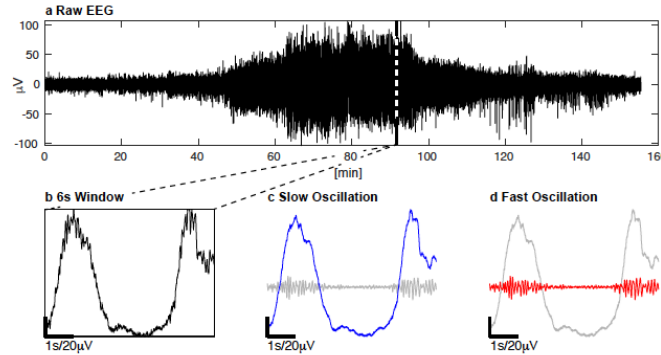 a Raw EEG
100
50
0
-50
-100
μV
0 20 40 60 80 100 120 140 160
[min]
b 6s Window c Slow Oscillation d Fast Oscillation
1s/20μV 1s/20μV 1s/20μV